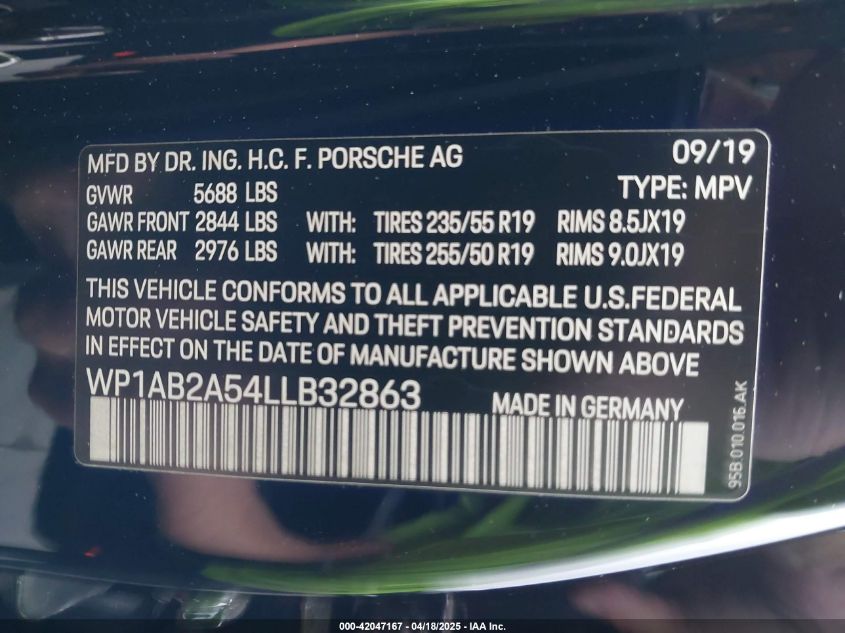 MFD BY DR. ING. H.C. F. PORSCHE AG 09/19
GVWR 5688 LBS TYPE: MPV
GAWR FRONT 2844 LBS WITH: TIRES 235/55 R19 RIMS 8.5JX19
GAWR REAR 2976 LBS WITH: TIRES 255/50 R19 RIMS 9.0JX19
THIS VEHICLE CONFORMS TO ALL APPLICABLE U.S.FEDERAL
MOTOR VEHICLE SAFETY AND THEFT PREVENTION STANDARDS
IN EFFECT ON THE DATE OF MANUFACTURE SHOWN ABOVE
WP1AB2A54LLB32863 MADE IN GERMANY
95B.010.016.AK
000-42047167 | 04/18/2025 - IAA Inc.